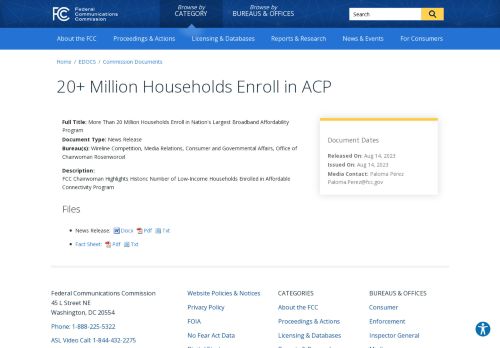 FCC
Federal
Communications
Commission
Browse by
CATEGORY
Browse by
BUREAUS & OFFICES
Search
About the FCC
Proceedings & Actions
Licensing & Databases
Reports & Research
News & Events
For Consumers
Home / EDOCS / Commission Documents
20+ Million Households Enroll in ACP
Full Title: More Than 20 Million Households Enroll in Nation's Largest Broadband Affordability
Program
Document Type: News Release
Bureau(s): Wireline Competition, Media Relations, Consumer and Governmental Affairs, Office of
Chairwoman Rosenworcel
Description:
FCC Chairwoman Highlights Historic Number of Low-Income Households Enrolled in Affordable
Connectivity Program
Document Dates
Released On: Aug 14, 2023
Issued On: Aug 14, 2023
Media Contact: Paloma Perez
Paloma.Perez@fcc.gov
Files
News Release: Docx Pdf Txt
Fact Sheet: Pdf Txt
Federal Communications Commission
45 L Street NE
Washington, DC 20554
Phone: 1-888-225-5322
ASL Video Call: 1-844-432-2275
Website Policies & Notices
Privacy Policy
FOIA
No Fear Act Data
CATEGORIES
About the FCC
Proceedings & Actions
Licensing & Databases
BUREAUS & OFFICES
Consumer
Enforcement
Inspector General